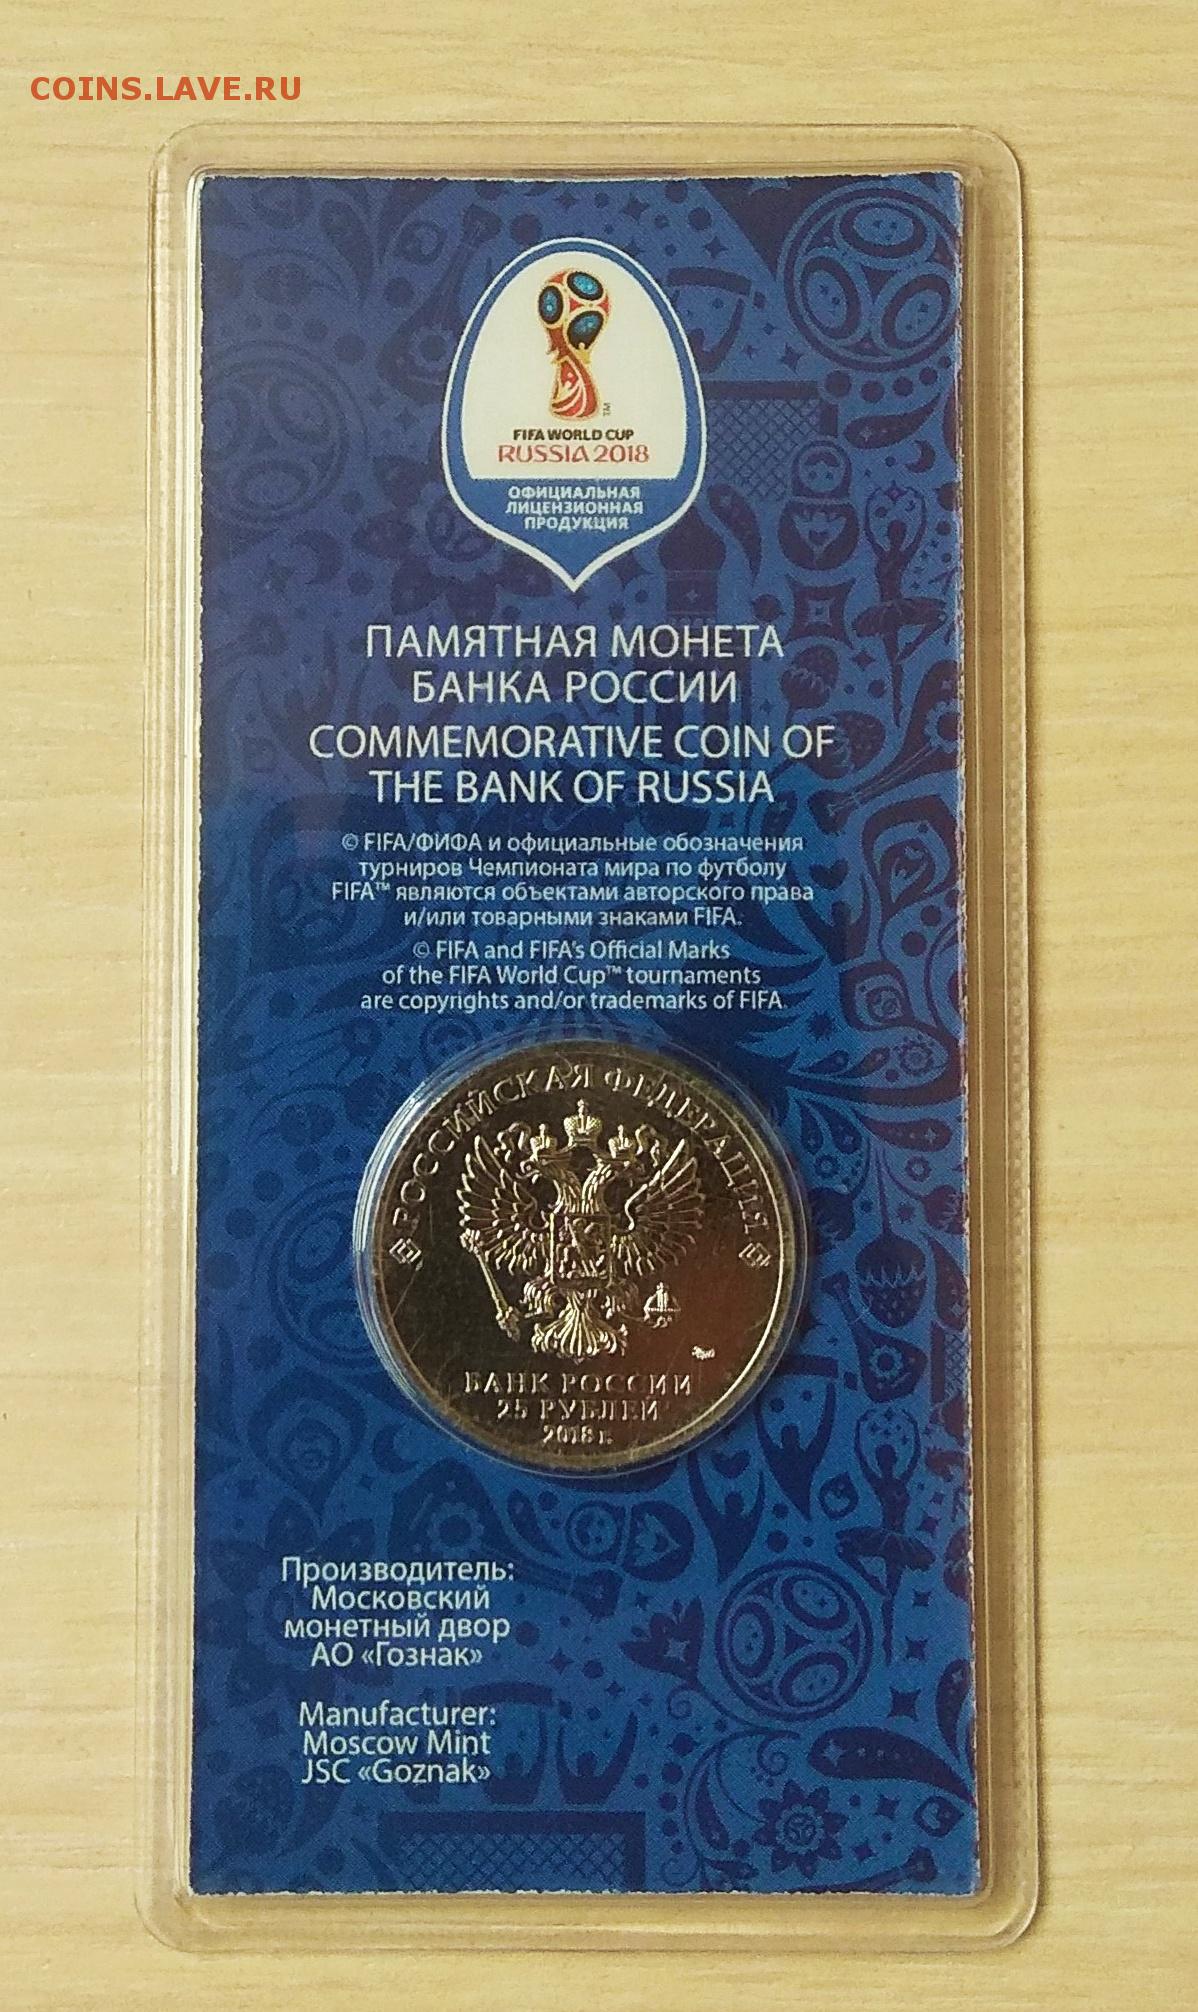 COINS.LAVE.RU
TM
FIFA WORLD CUP
RUSSIA 2018
ОФИЦИАЛЬНАЯ
ЛИЦЕНЗИОННАЯ
ПРОДУКЦИЯ
ПАМЯТНАЯ МОНЕТА
БАНКА РОССИИ
COMMEMORATIVE COIN OF
THE BANK OF RUSSIA
© FIFA/ФИФА и официальные обозначения
турниров Чемпионата мира по футболу
FIFA™ являются объектами авторского права
и/или товарными знаками FIFA.
© FIFA and FIFA's Official Marks
of the FIFA World Cup™ tournaments
are copyrights and/or trademarks of FIFA.
РОССИЙСКАЯ ФЕДЕРАЦИЯ
БАНК РОССИИ
25 РУБЛЕЙ
2018 г.
Производитель:
Московский
монетный двор
АО «Гознак»
Manufacturer:
Moscow Mint
JSC «Goznak»